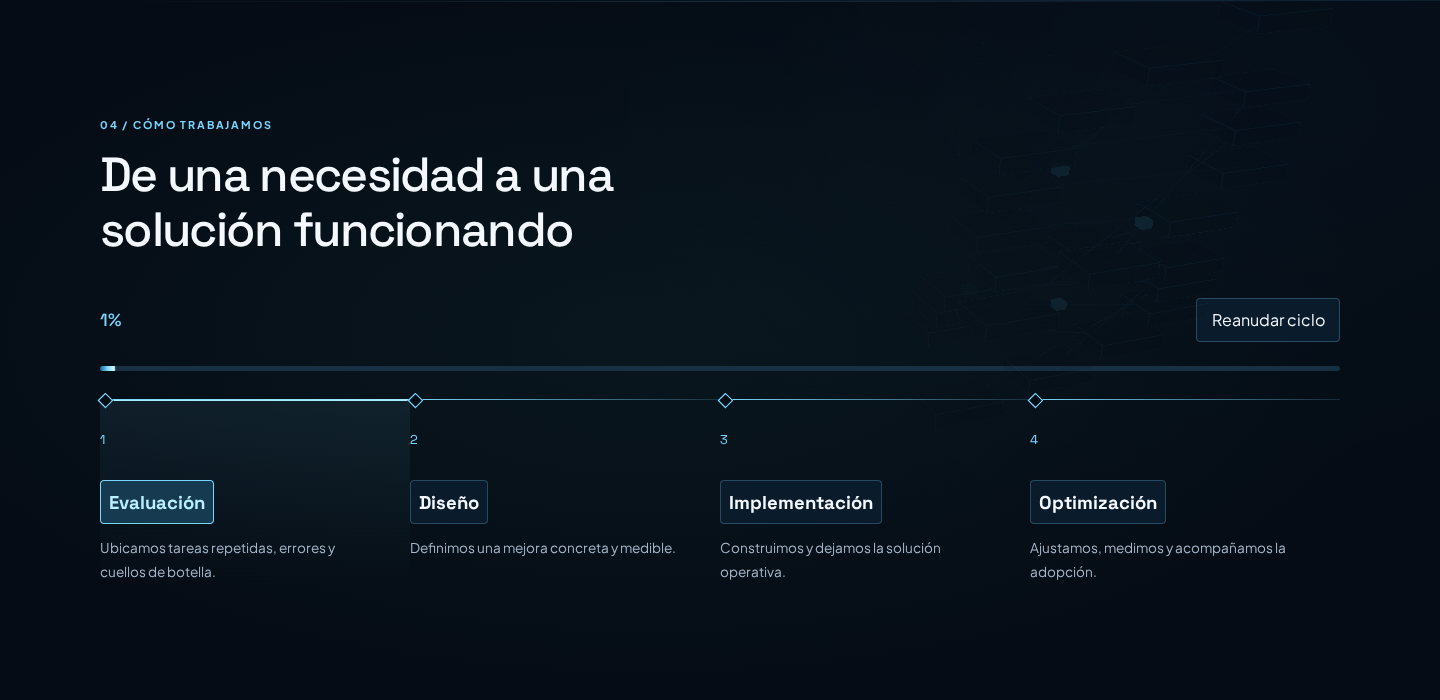 04 / CÓMO TRABAJAMOS
De una necesidad a una
solución funcionando
1%
Reanudar ciclo
1
2
3
4
Evaluación
Diseño
Implementación
Optimización
Ubicamos tareas repetidas, errores y
cuellos de botella.
Definimos una mejora concreta y medible.
Construimos y dejamos la solución
operativa.
Ajustamos, medimos y acompañamos la
adopción.